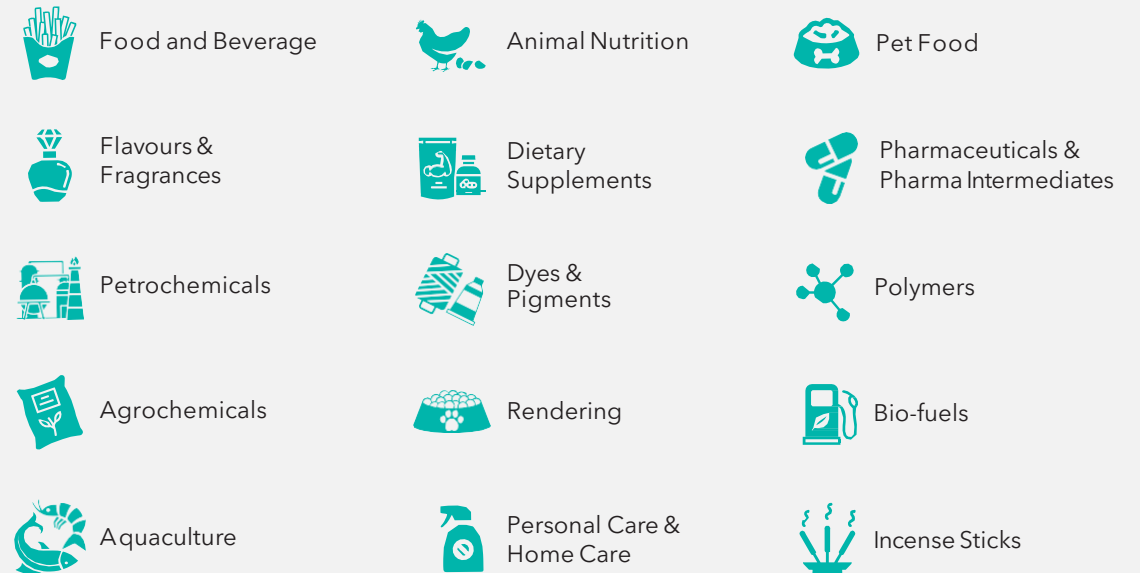 Food and Beverage
Animal Nutrition
Pet Food
Flavours &
Fragrances
Dietary
Supplements
Pharmaceuticals &
Pharma Intermediates
Petrochemicals
Dyes &
Pigments
Polymers
Agrochemicals
Rendering
Bio-fuels
Aquaculture
Personal Care &
Home Care
Incense Sticks